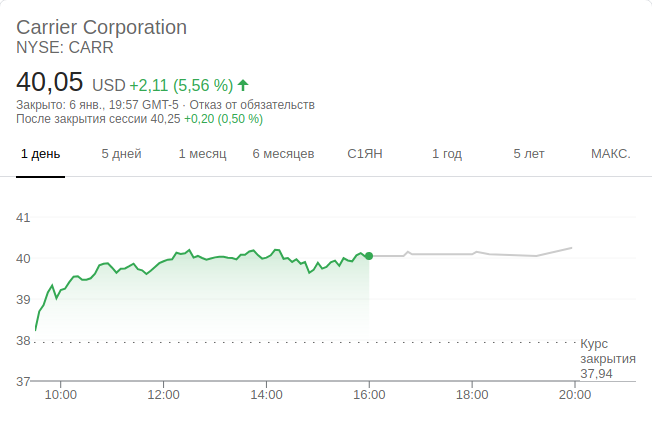 Carrier Corporation
NYSE: CARR
40,05 USD +2,11 (5,56 %)
Закрыто: 6 янв., 19:57 GMT-5 · Отказ от обязательств
После закрытия сессии 40,25 +0,20 (0,50 %)
1 день 5 дней 1 месяц 6 месяцев С1ЯН 1 год 5 лет МАКС.
41
40
39
38
37
Курс
закрытия
37,94
10:00 12:00 14:00 16:00 18:00 20:00